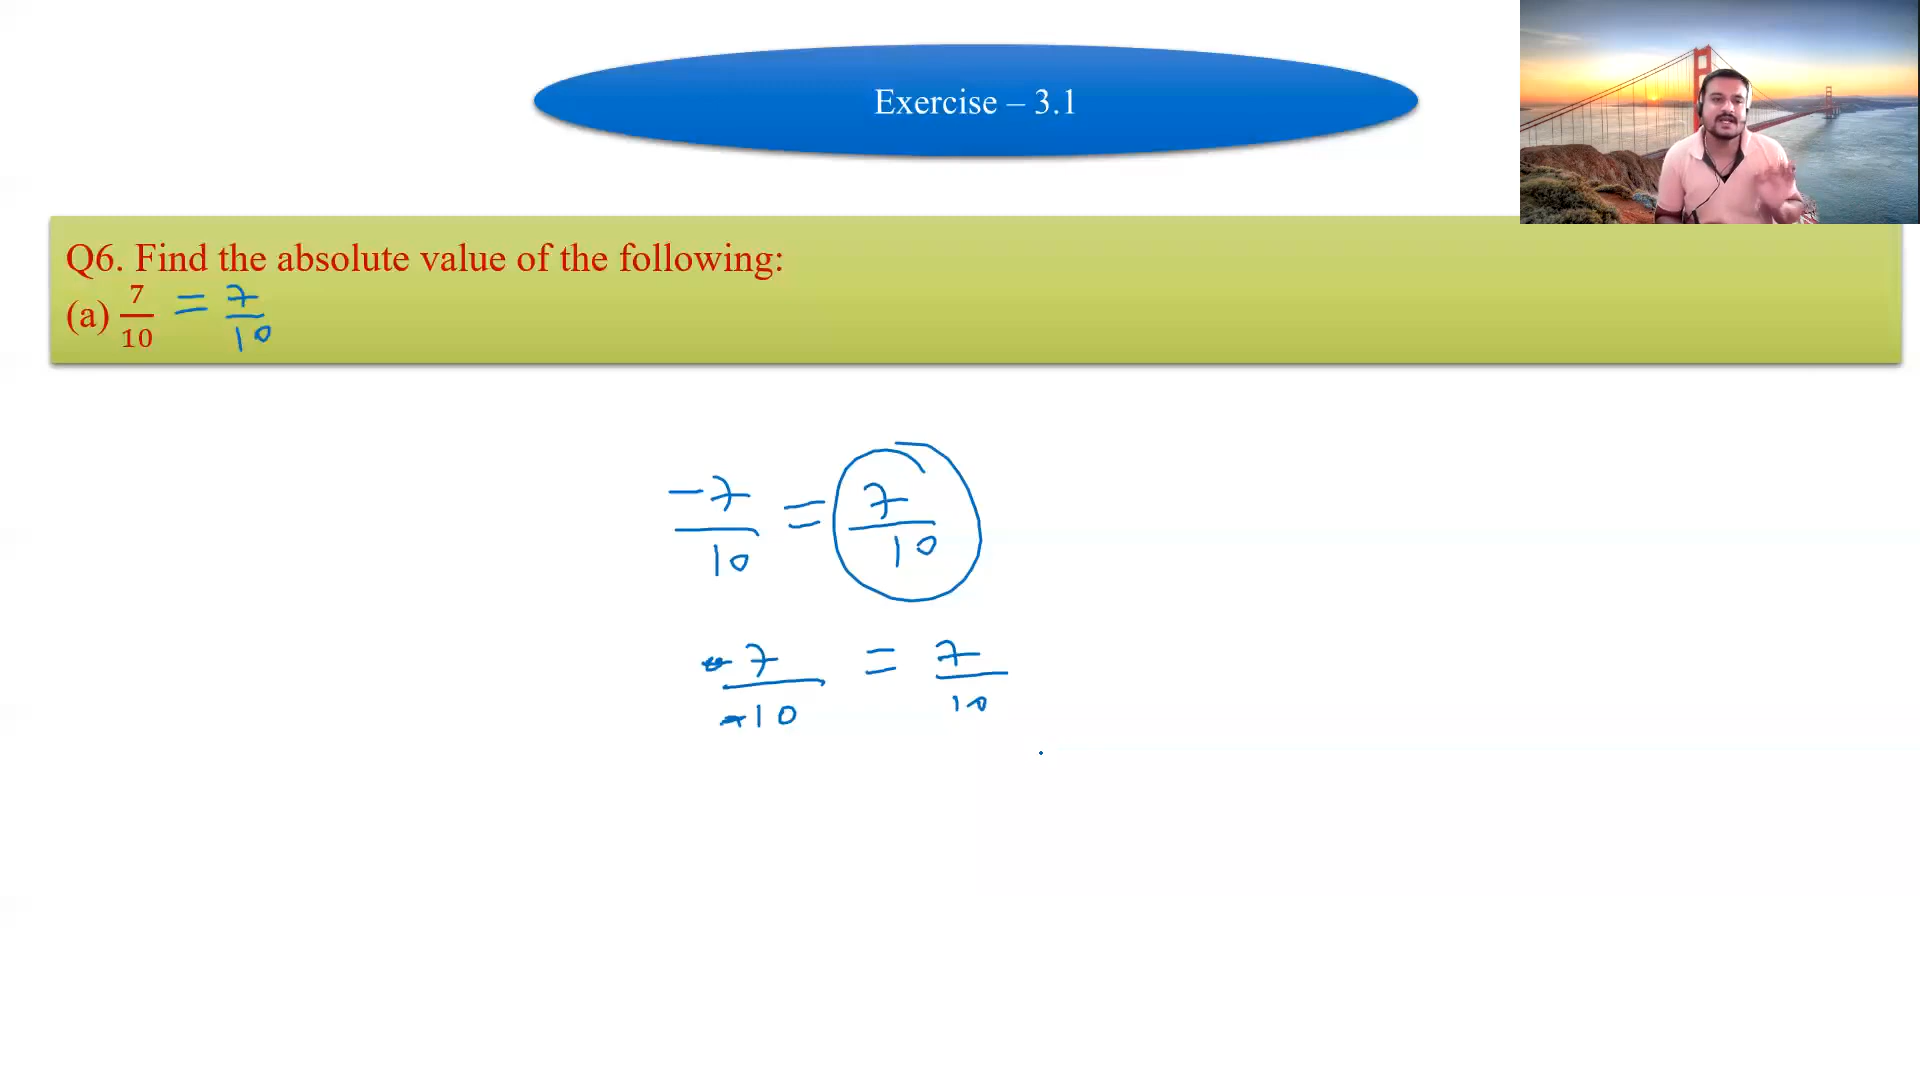 Exercise – 3.1
Q6. Find the absolute value of the following:
(a) 7/10 = 7/10
-7/10 = 7/10
-7/-10 = 7/10